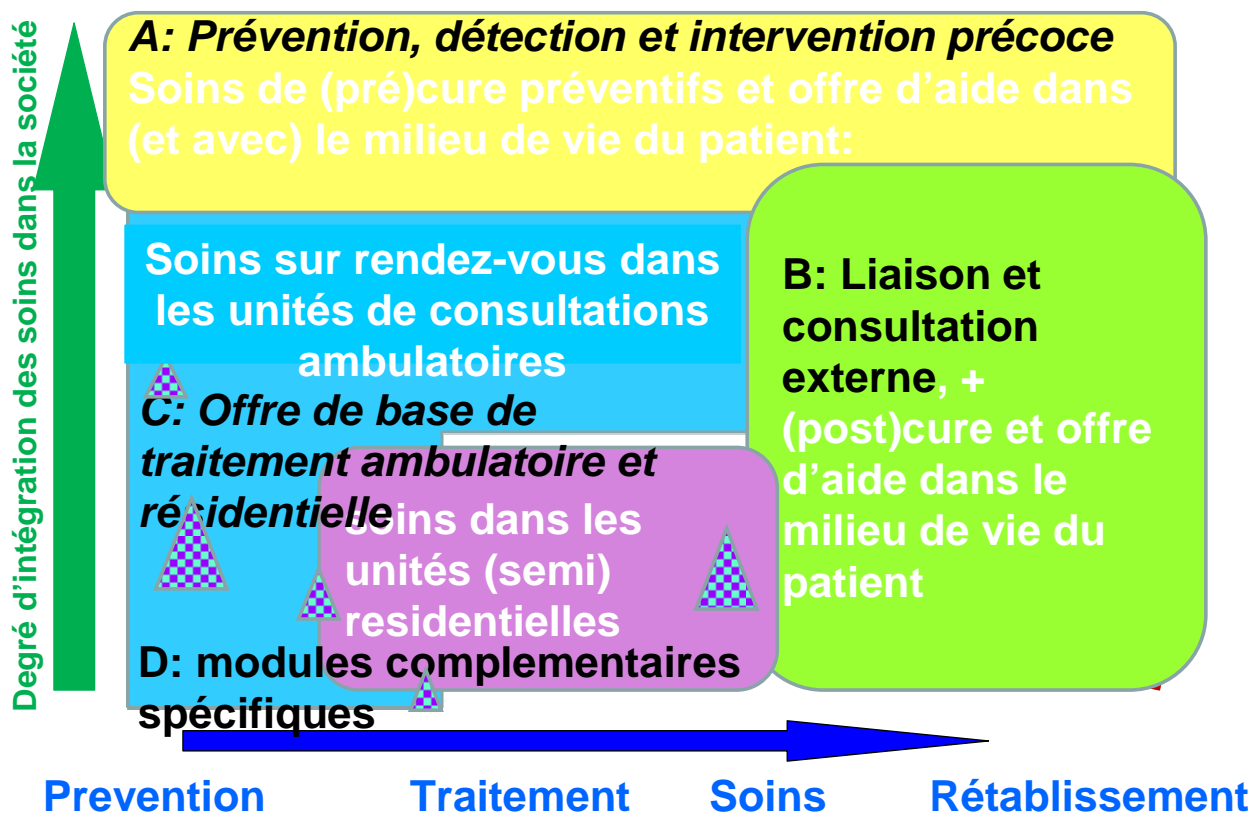 Degré d'intégration des soins dans la société
A: Prévention, détection et intervention précoce
Soins de (pré)cure préventifs et offre d'aide dans
(et avec) le milieu de vie du patient:
Soins sur rendez-vous dans
les unités de consultations
ambulatoires
C: Offre de base de
traitement ambulatoire et
résidentielle
soins dans les
unités (semi)
residentielles
D: modules complementaires
spécifiques
B: Liaison et
consultation
externe, +
(post)cure et offre
d'aide dans le
milieu de vie du
patient
Prevention Traitement Soins Rétablissement